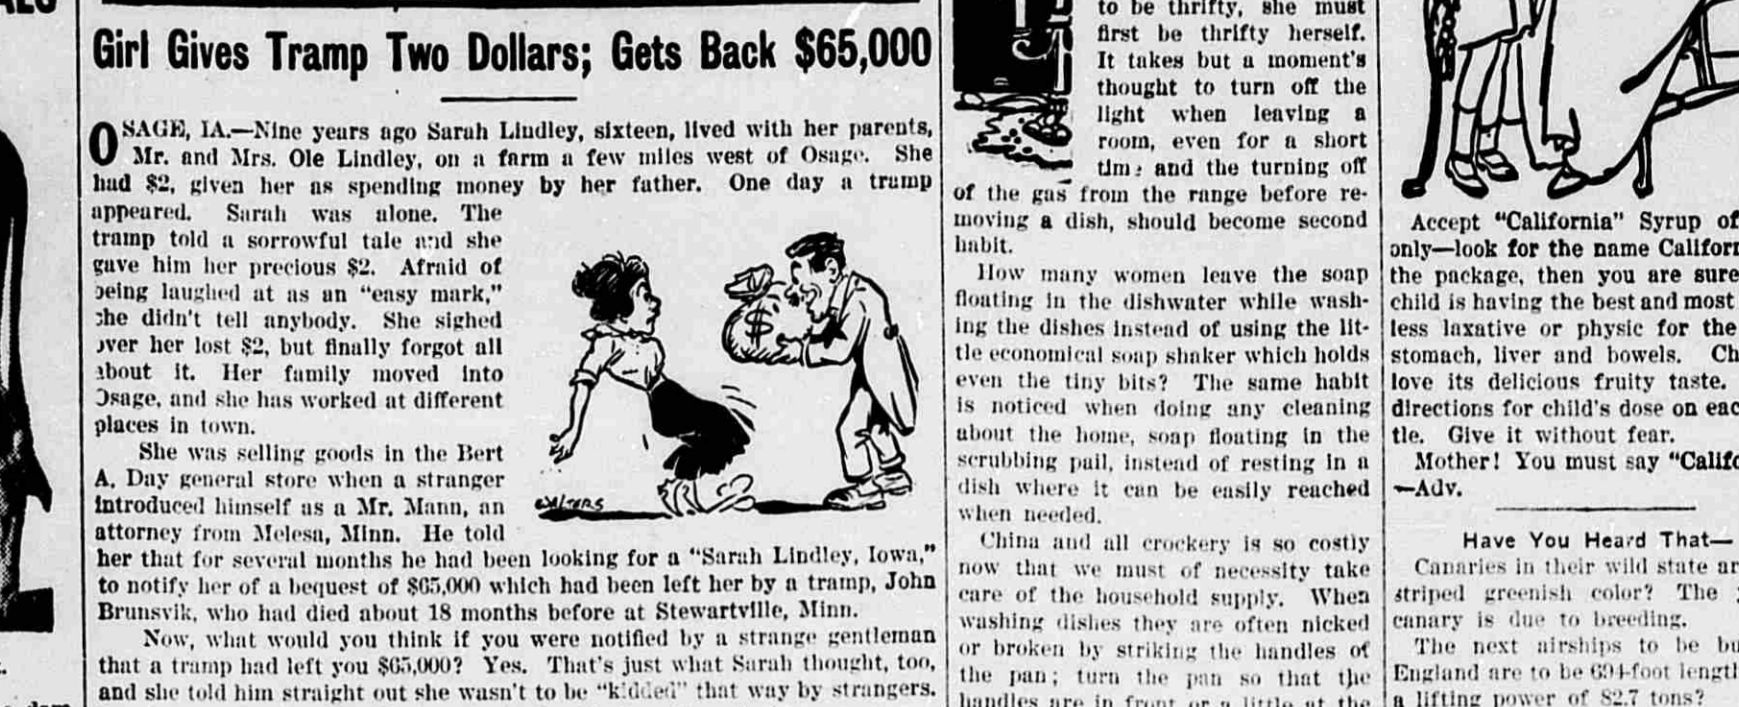 Girl Gives Tramp Two Dollars; Gets Back $65,000
OSAGE, IA.—Nine years ago Sarah Lindley, sixteen, lived with her parents,
Mr. and Mrs. Ole Lindley, on a farm a few miles west of Osage. She
had $2, given her as spending money by her father. One day a tramp
appeared. Sarah was alone. The
tramp told a sorrowful tale and she
gave him her precious $2. Afraid of
being laughed at as an "easy mark,"
she didn't tell anybody. She sighed
over her lost $2, but finally forgot all
about it. Her family moved into
Osage, and she has worked at different
places in town.
She was selling goods in the Bert
A. Day general store when a stranger
introduced himself as a Mr. Mann, an
attorney from Melesa, Minn. He told
her that for several months he had been looking for a "Sarah Lindley, Iowa,"
to notify her of a bequest of $65,000 which had been left her by a tramp, John
Brunsvik, who had died about 18 months before at Stewartville, Minn.
Now, what would you think if you were notified by a strange gentleman
that a tramp had left you $65,000? Yes. That's just what Sarah thought, too,
and she told him straight out she wasn't to be "kidded" that way by strangers.
$
WALTERS
to be thrifty, she must
first be thrifty herself.
It takes but a moment's
thought to turn off the
light when leaving a
room, even for a short
time and the turning off
of the gas from the range before re-
moving a dish, should become second
habit.
How many women leave the soap
floating in the dishwater while wash-
ing the dishes instead of using the lit-
tle economical soap shaker which holds
even the tiny bits? The same habit
is noticed when doing any cleaning
about the home, soap floating in the
scrubbing pail, instead of resting in a
dish where it can be easily reached
when needed.
China and all crockery is so costly
now that we must of necessity take
care of the household supply. When
washing dishes they are often nicked
or broken by striking the handles of
the pan; turn the pan so that the
handles are in front or a little at the
Accept "California" Syrup of
only—look for the name Califor
the package, then you are sure
child is having the best and most
less laxative or physic for the
stomach, liver and bowels. Ch
love its delicious fruity taste.
directions for child's dose on eac
tle. Give it without fear.
Mother! You must say "Califo
—Adv.
Have You Heard That—
Canaries in their wild state ar
striped greenish color? The
canary is due to breeding.
The next airships to be bu
England are to be 694-foot length
a lifting power of 82.7 tons?